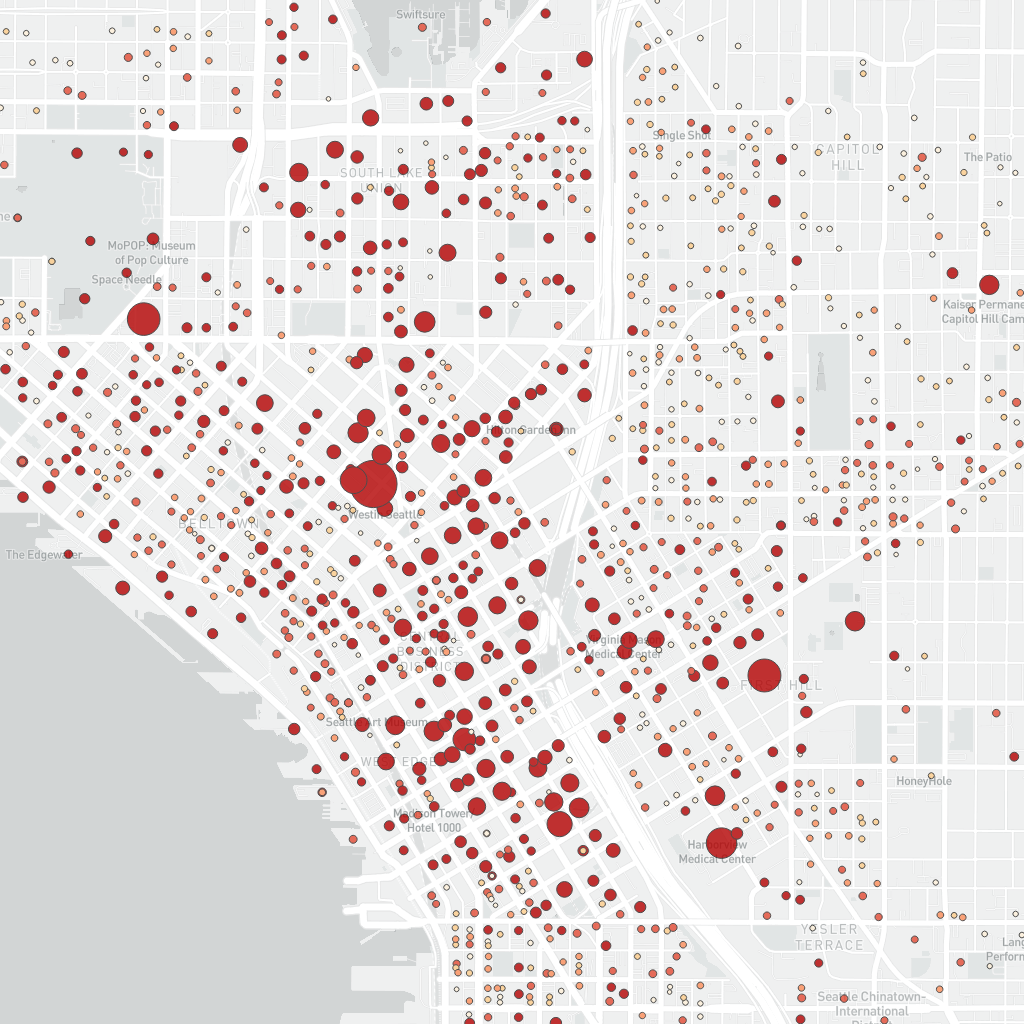 Swiftsure
Single Shot
CAPITOL
HILL
The Patio
SOUTH LAKE
UNION
MoPOP: Museum
of Pop Culture
Space Needle
Kaiser Permane
Capitol Hill Cam
Hilton Garden Inn
Westin Seattle
BELLTOWN
The Edgewater
CENTRAL
BUSINESS
DISTRICT
Virginia Mason
Medical Center
FIRST HILL
Seattle Art Museum
WEST EDGE
HoneyHole
Madison Tower/
Hotel 1000
Harborview
Medical Center
YESLER
TERRACE
Lang
Perform
Seattle Chinatown-
International